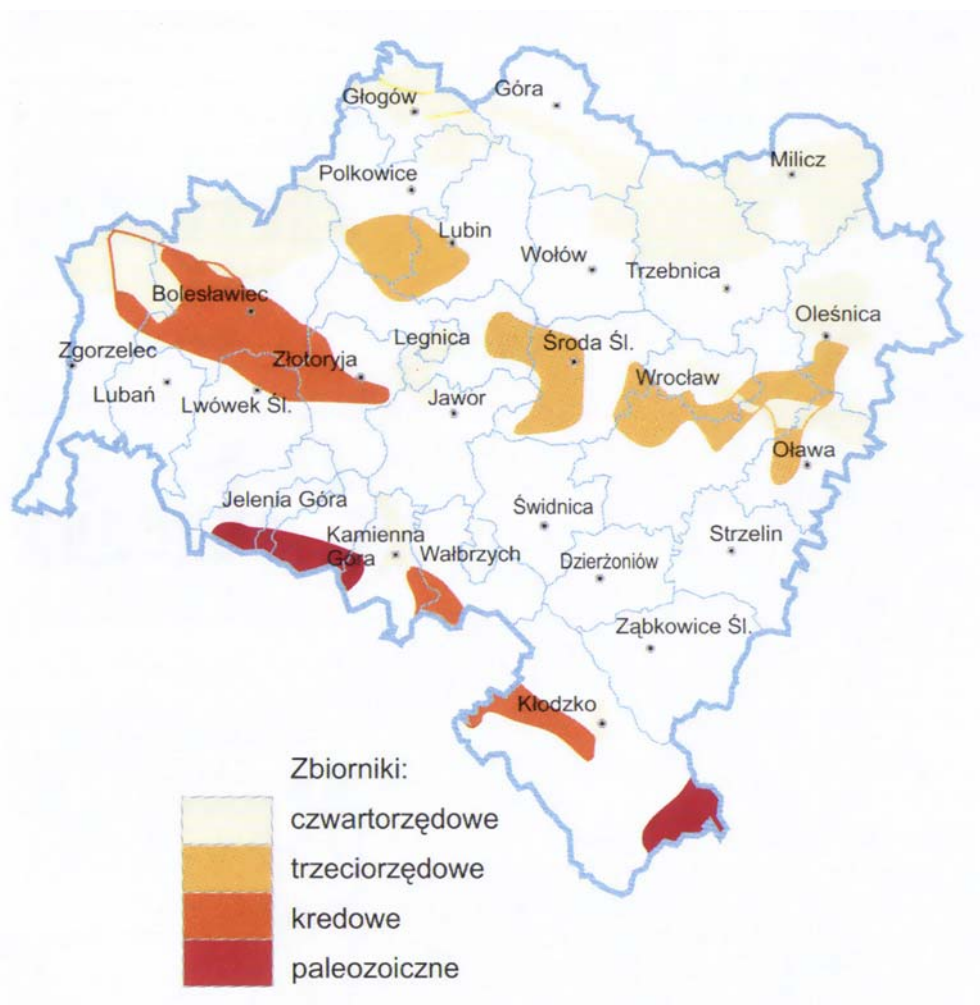 Głogów
Góra
Milicz
Polkowice
Lubin
Wołów
Trzebnica
Bolesławiec
Oleśnica
Legnica
Środa Śl.
Zgorzelec
Złotoryja
Wrocław
Lubań
Lwówek Śl.
Jawor
Oława
Jelenia Góra
Świdnica
Kamienna
Góra
Wałbrzych
Strzelin
Dzierżoniów
Ząbkowice Śl.
Kłodzko
Zbiorniki:
czwartorzędowe
trzeciorzędowe
kredowe
paleozoiczne